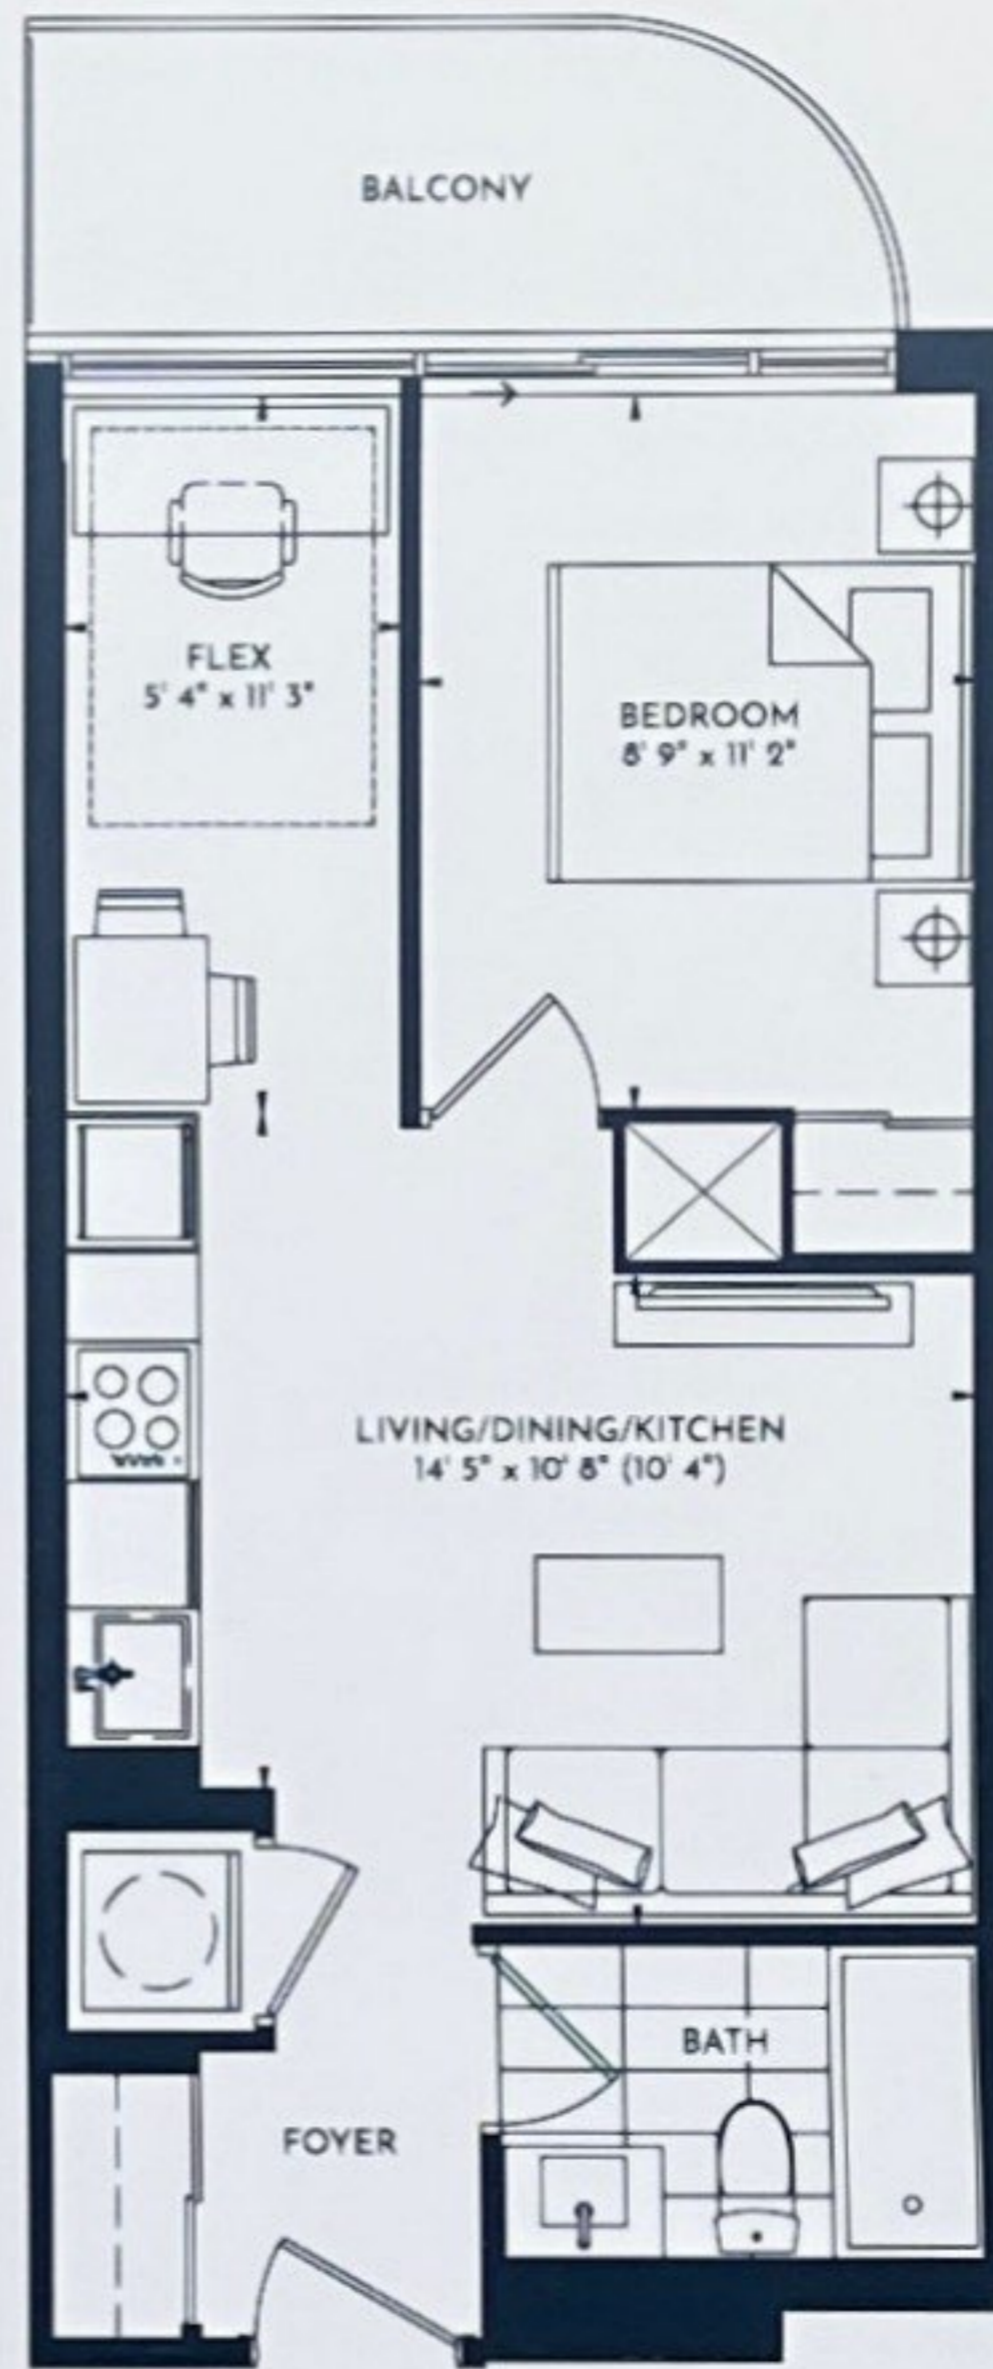 BALCONY
FLEX
5' 4" x 11' 3"
BEDROOM
8' 9" x 11' 2"
LIVING/DINING/KITCHEN
14' 5" x 10' 8" (10' 4")
BATH
FOYER